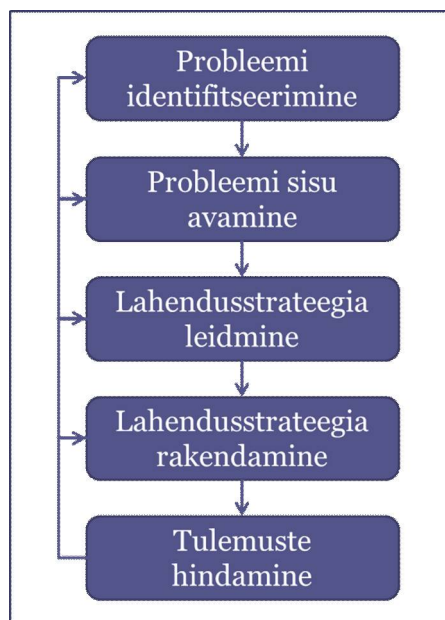 Probleemi
identifitseerimine
Probleemi sisu
avamine
Lahendusstrateegia
leidmine
Lahendusstrateegia
rakendamine
Tulemuste
hindamine